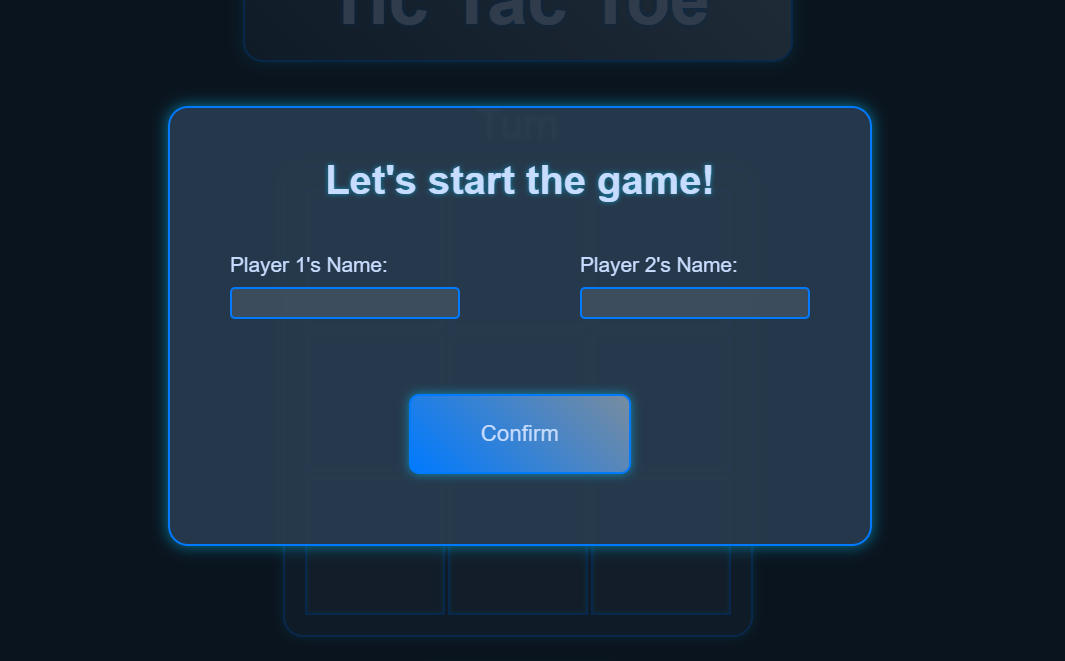 Tic Tac Toe
Turn
Let's start the game!
Player 1's Name:
Player 2's Name:
Confirm